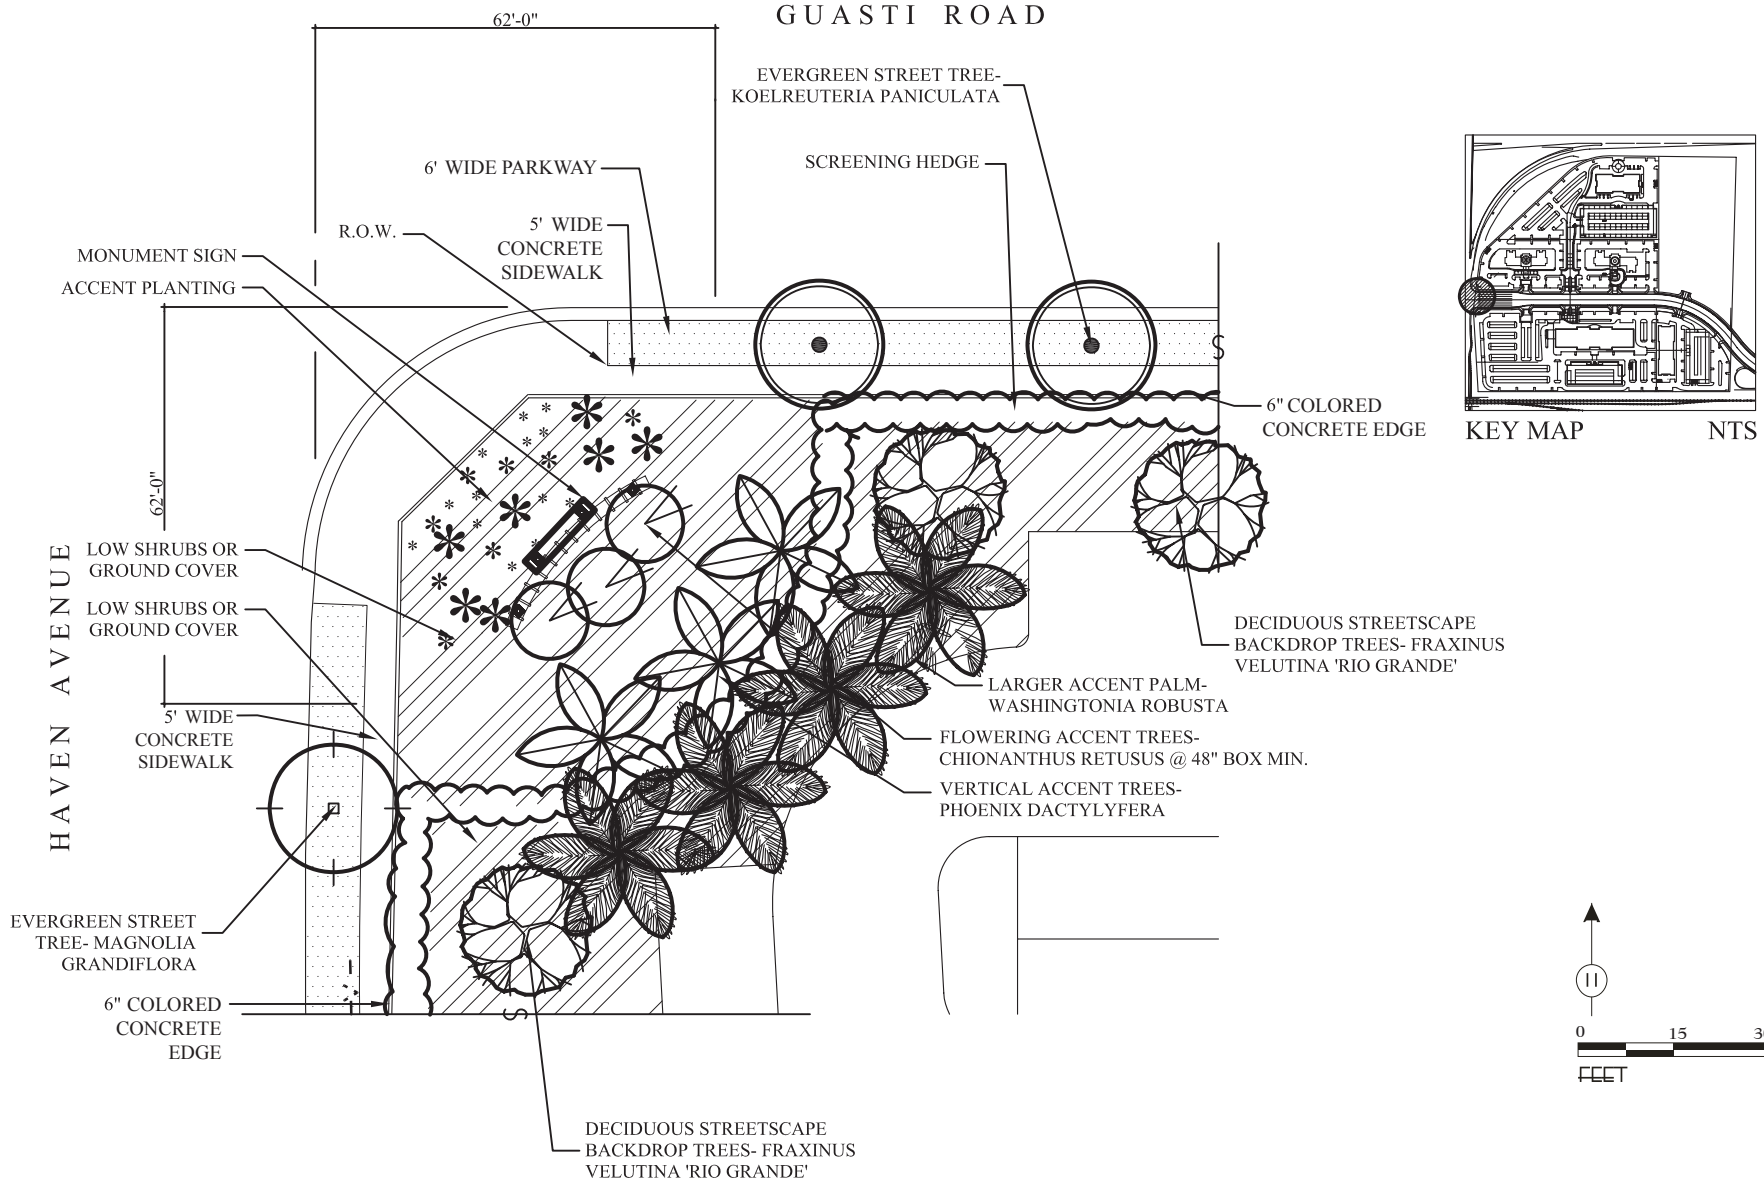 62'-0"
GUASTI ROAD
EVERGREEN STREET TREE-
KOELREUTERIA PANICULATA
6' WIDE PARKWAY
SCREENING HEDGE
R.O.W.
5' WIDE
CONCRETE
SIDEWALK
MONUMENT SIGN
ACCENT PLANTING
S
6" COLORED
CONCRETE EDGE
KEY MAP NTS
62'-0"
HAVEN AVENUE
LOW SHRUBS OR
GROUND COVER
LOW SHRUBS OR
GROUND COVER
DECIDUOUS STREETSCAPE
BACKDROP TREES- FRAXINUS
VELUTINA 'RIO GRANDE'
LARGER ACCENT PALM-
WASHINGTONIA ROBUSTA
5' WIDE
CONCRETE
SIDEWALK
FLOWERING ACCENT TREES-
CHIONANTHUS RETUSUS @ 48" BOX MIN.
VERTICAL ACCENT TREES-
PHOENIX DACTYLYFERA
EVERGREEN STREET
TREE- MAGNOLIA
GRANDIFLORA
6" COLORED
CONCRETE
EDGE
S
0 15
FEET
DECIDUOUS STREETSCAPE
BACKDROP TREES- FRAXINUS
VELUTINA 'RIO GRANDE'